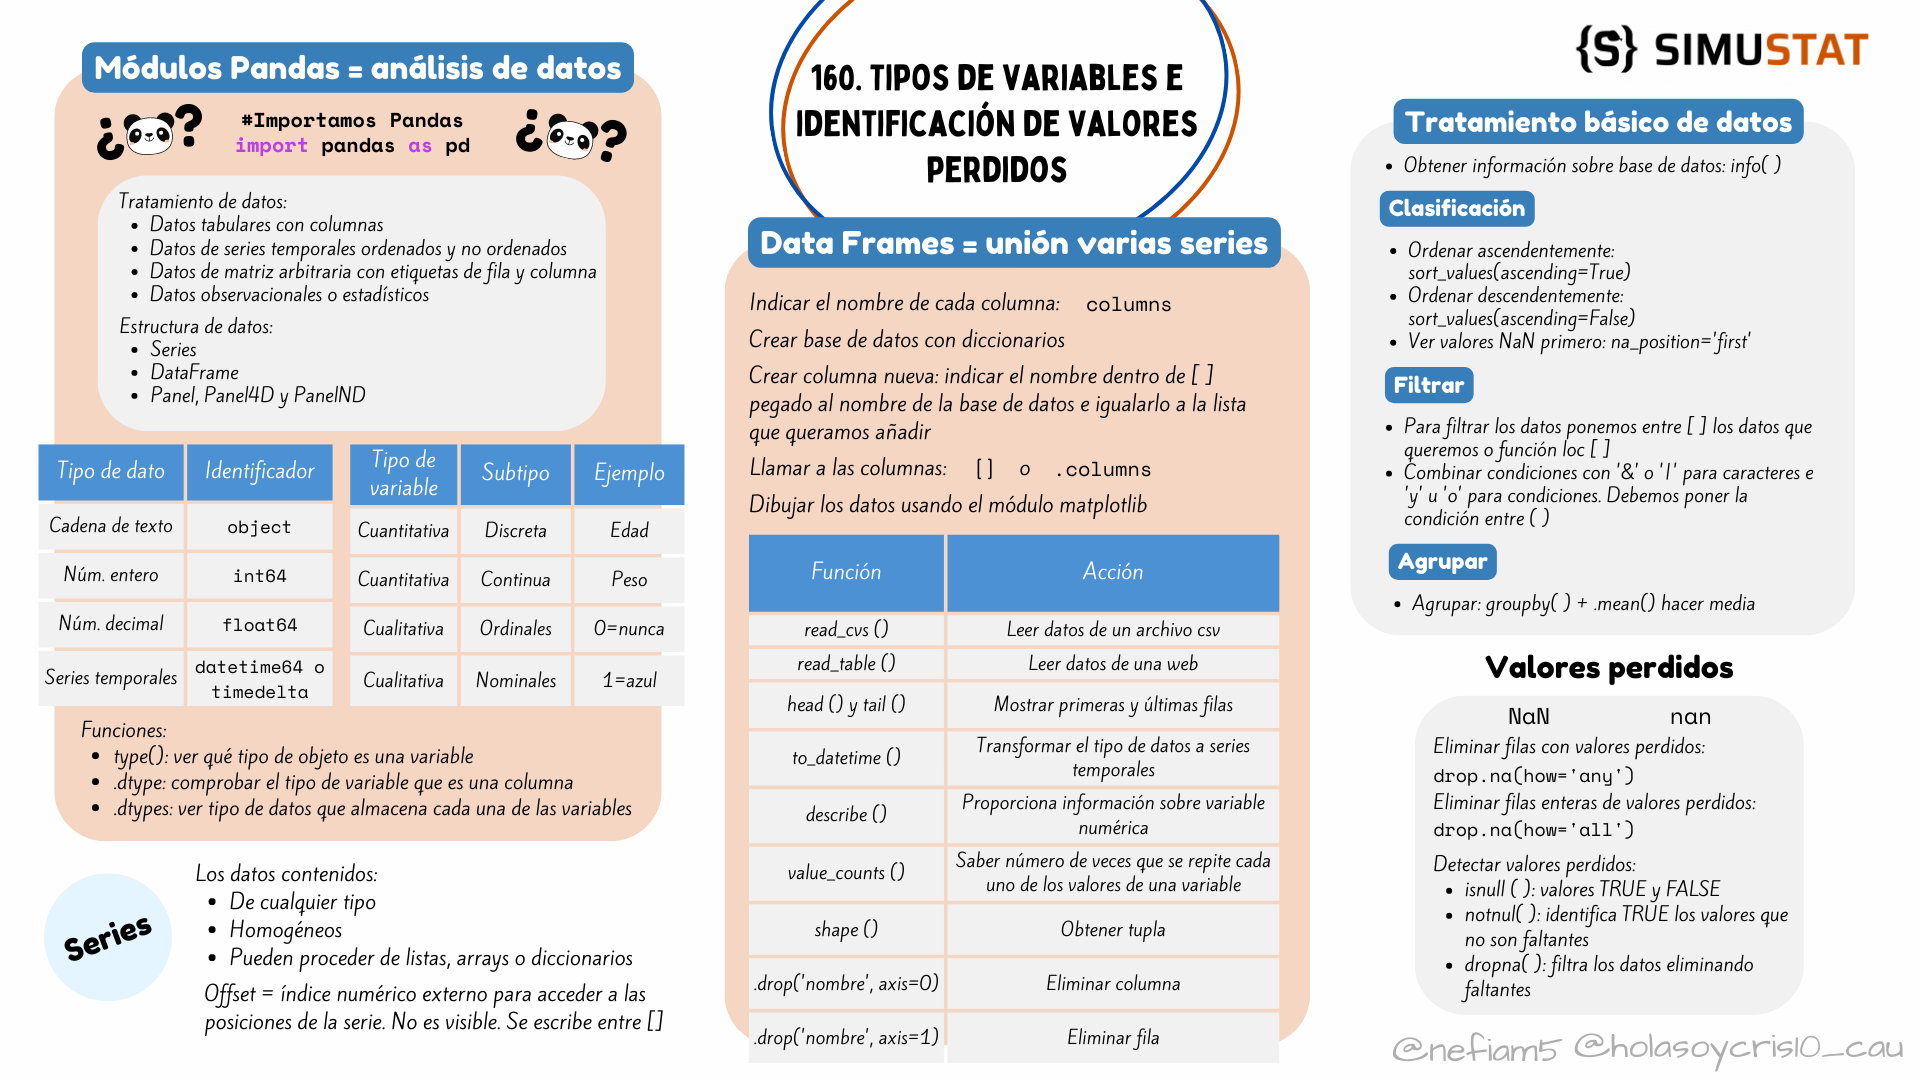 Módulos Pandas = análisis de datos
¿ ?
#Importamos Pandas
import pandas as pd
¿ ?
Tratamiento de datos:
• Datos tabulares con columnas
• Datos de series temporales ordenados y no ordenados
• Datos de matriz arbitraria con etiquetas de fila y columna
• Datos observacionales o estadísticos
Estructura de datos:
• Series
• DataFrame
• Panel, Panel4D y PanelND
Tipo de dato Identificador
Cadena de texto object
Núm. entero int64
Núm. decimal float64
Series temporales datetime64 o
timedelta
Tipo de
variable Subtipo Ejemplo
Cuantitativa Discreta Edad
Cuantitativa Continua Peso
Cualitativa Ordinales 0=nunca
Cualitativa Nominales 1=azul
Funciones:
• type(): ver qué tipo de objeto es una variable
• .dtype: comprobar el tipo de variable que es una columna
• .dtypes: ver tipo de datos que almacena cada una de las variables
Series
Los datos contenidos:
• De cualquier tipo
• Homogéneos
• Pueden proceder de listas, arrays o diccionarios
Offset = índice numérico externo para acceder a las
posiciones de la serie. No es visible. Se escribe entre []
160. TIPOS DE VARIABLES E
IDENTIFICACIÓN DE VALORES
PERDIDOS
Data Frames = unión varias series
Indicar el nombre de cada columna: columns
Crear base de datos con diccionarios
Crear columna nueva: indicar el nombre dentro de [ ]
pegado al nombre de la base de datos e igualarlo a la lista
que queramos añadir
Llamar a las columnas: [] o .columns
Dibujar los datos usando el módulo matplotlib
Función Acción
read_cvs () Leer datos de un archivo csv
read_table () Leer datos de una web
head () y tail () Mostrar primeras y últimas filas
to_datetime () Transformar el tipo de datos a series
temporales
describe () Proporciona información sobre variable
numérica
value_counts () Saber número de veces que se repite cada
uno de los valores de una variable
shape () Obtener tupla
.drop('nombre', axis=0) Eliminar columna
.drop('nombre', axis=1) Eliminar fila
{S} SIMUSTAT
Tratamiento básico de datos
• Obtener información sobre base de datos: info( )
Clasificación
• Ordenar ascendentemente:
sort_values(ascending=True)
• Ordenar descendentemente:
sort_values(ascending=False)
• Ver valores NaN primero: na_position='first'
Filtrar
• Para filtrar los datos ponemos entre [ ] los datos que
queremos o función loc [ ]
• Combinar condiciones con '&' o '|' para caracteres e
'y' u 'o' para condiciones. Debemos poner la
condición entre ( )
Agrupar
• Agrupar: groupby( ) + .mean() hacer media
Valores perdidos
NaN nan
Eliminar filas con valores perdidos:
drop.na(how='any')
Eliminar filas enteras de valores perdidos:
drop.na(how='all')
Detectar valores perdidos:
• isnull ( ): valores TRUE y FALSE
• notnul( ): identifica TRUE los valores que
no son faltantes
• dropna( ): filtra los datos eliminando
faltantes
@nefiam5 @holasoycris10_cau